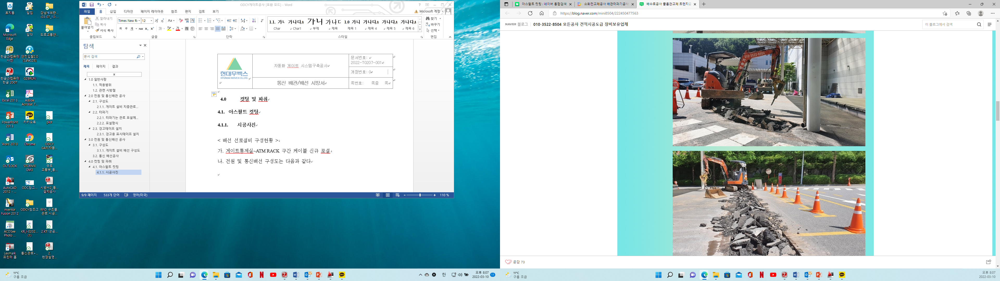 휴지통
알집
강남세브란...
-03-07_10-...
Microsoft
Edge
알약
도로교통안...
한글과컴퓨터
사전
안전입찰2.0
(SafeG2B)
한글과컴퓨터
한글 2007
G2BRUN
Excel 2013
Adobe
Acrobat 7...
PowerPoint
2013
카카오톡
plot
Word 2013
Chrome
ODCY
GATE자동...
OUTLOOK
STORMX
GM3
국토
교통부_통...
AutoCAD
2012 - ...
ODC참고...
시방서2_통...
설치공사
Inventor
Fusion 2012
ODCY참조그
RFID 구조물,
관로 시공...
ACDSee
Photo ...
KR_I-0202...
(1)
2.KT1군공...
Lexmark
프린터 홈
통신관로+...
2.
현장설명...
ODCY게이트공사 [호환 모드] - Word
파일 홈 삽입 디자인 페이지 레이아웃 참조 편지 검토 보기
Microsoft 계정
붙여넣기
잘라내기
복사
서식 복사
클립보드
Times New R 12
글꼴
단락
1.1. 가ㄴ 가나다ㅿ 가니 가나ㄷ 1.0 가니 가나다ㅿ 가나다ㅿ 가나다ㅿ
Char Char1 부제 제목 제목 1 제목 4 제목 5 제목 6
스타일
찾기
바꾸기
선택
편집
탐색
문서 검색
제목 페이지 결과
1.0 일반사항
1.1. 적용범위
1.2. 관련 시방절
2.0 전원 및 통신배관 공사
2.1. 구성도
2.1.1. 게이트 설비 지중관로...
2.2. 터파기
2.2.1. 터파기는 관로 포설에...
2.2.2. 포설형식
2.3. 경고테이프 설치
2.3.1. 경고용 표시테이프 설치
3.0 전원 및 통신배선 공사
3.1. 구성도
3.1.1. 게이트 설비 배선 구성도
3.2. 통신 배선공사
4.0 컷팅 및 파취
4.1. 아스팔트 컷팅
4.1.1. 시공사진
현대무벡스
HYUNDAI MOVEX CO.,LTD.
자동화 게이트 시스템구축공사
통신 배관/배선 시방서
문서번호:
2022-T0207-001
개정번호: 0
쪽번호: 쪽중 쪽
4.0 컷팅 및 파취
4.1. 아스팔트 컷팅
4.1.1. 시공사진
< 배선 선로설비 구성현황 >
가. 게이트통제실~ATM RACK 구간 케이블 신규 포설
나. 전원 및 통신배선 구성도는 다음과 같다
9/9 페이지 533개 단어 영어(미국)
110 %
11°C
구름 조금
한
오후 8:07
2022-03-10
11
아스팔트 컷팅 : 네이버 통합검색
소화전교체공사 배관터파기공사
배수로공사 플륨관교체 트랜지공
https://blog.naver.com/mini8504/222450477563
NAVER 블로그 010-3522-8504 모든공사 견적시공도급 장비보유업체
이 블로그에서 검색
010-3522-8504
공감 73
11°C
구름 조금
오후 8:07
2022-03-10